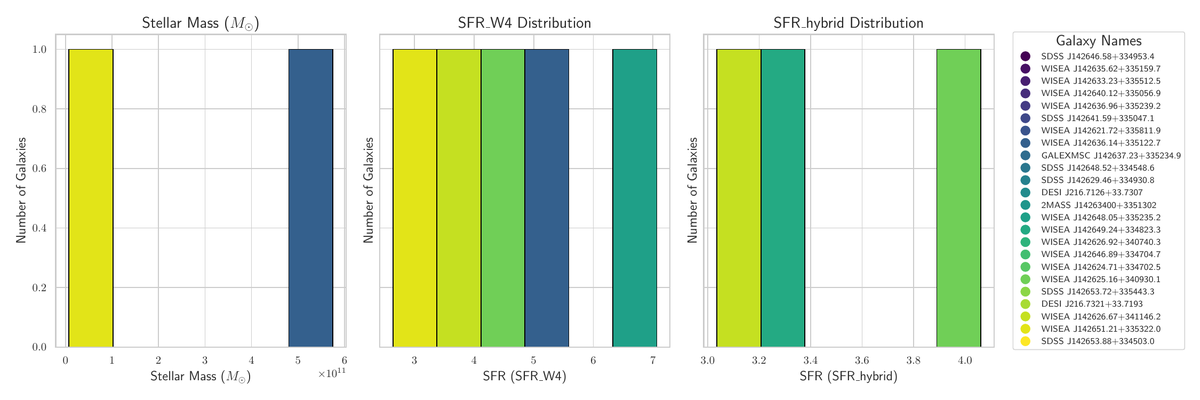 Stellar Mass (M☉)
SFR_W4 Distribution
SFR_hybrid Distribution
Number of Galaxies
1.0
0.8
0.6
0.4
0.2
0.0
0 1 2 3 4 5 6
×10¹¹
Stellar Mass (M☉)
Number of Galaxies
3 4 5 6 7
SFR (SFR_W4)
Number of Galaxies
3.0 3.2 3.4 3.6 3.8 4.0
SFR (SFR_hybrid)
Galaxy Names
SDSS J142646.58+334953.4
WISEA J142635.62+335159.7
WISEA J142633.23+335512.5
WISEA J142640.12+335056.9
WISEA J142636.96+335239.2
SDSS J142641.59+335047.1
WISEA J142621.72+335811.9
WISEA J142636.14+335122.7
GALEXMSC J142637.23+335234.9
SDSS J142648.52+334548.6
SDSS J142629.46+334930.8
DESI J216.7126+33.7307
2MASS J14263400+3351302
WISEA J142648.05+335235.2
WISEA J142649.24+334823.3
WISEA J142626.92+340740.3
WISEA J142646.89+334704.7
WISEA J142624.71+334702.5
WISEA J142625.16+340930.1
SDSS J142653.72+335443.3
DESI J216.7321+33.7193
WISEA J142626.67+341146.2
WISEA J142651.21+335322.0
SDSS J142653.88+334503.0